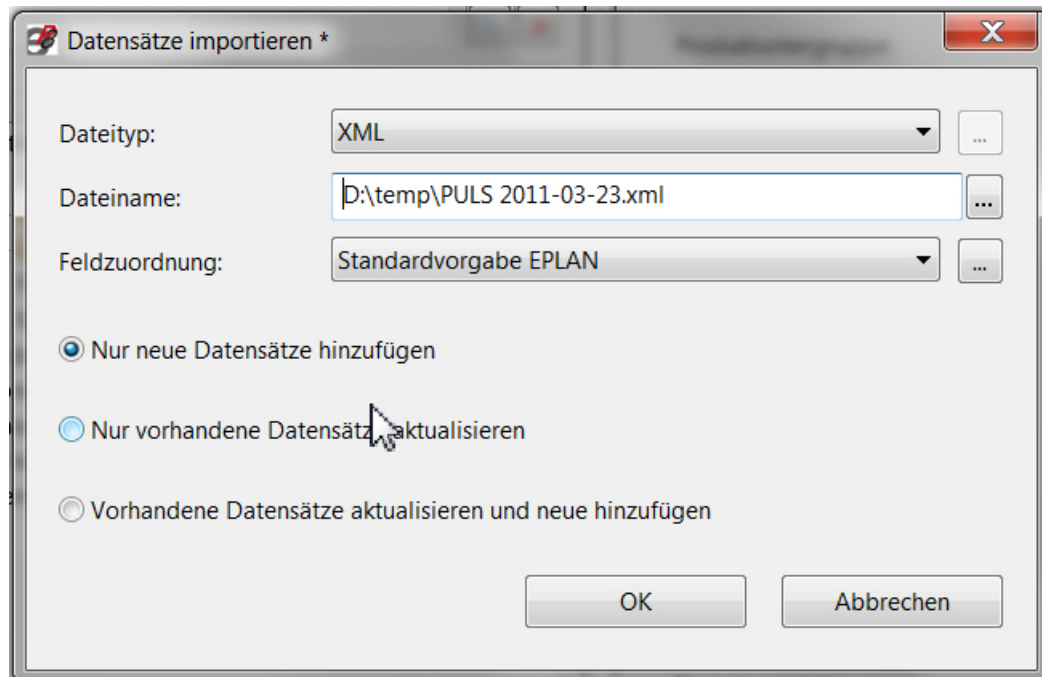 Datensätze importieren *
Dateityp:
XML
...
Dateiname:
D:\temp\PULS 2011-03-23.xml
...
Feldzuordnung:
Standardvorgabe EPLAN
...
Nur neue Datensätze hinzufügen
Nur vorhandene Datensätze aktualisieren
Vorhandene Datensätze aktualisieren und neue hinzufügen
OK
Abbrechen